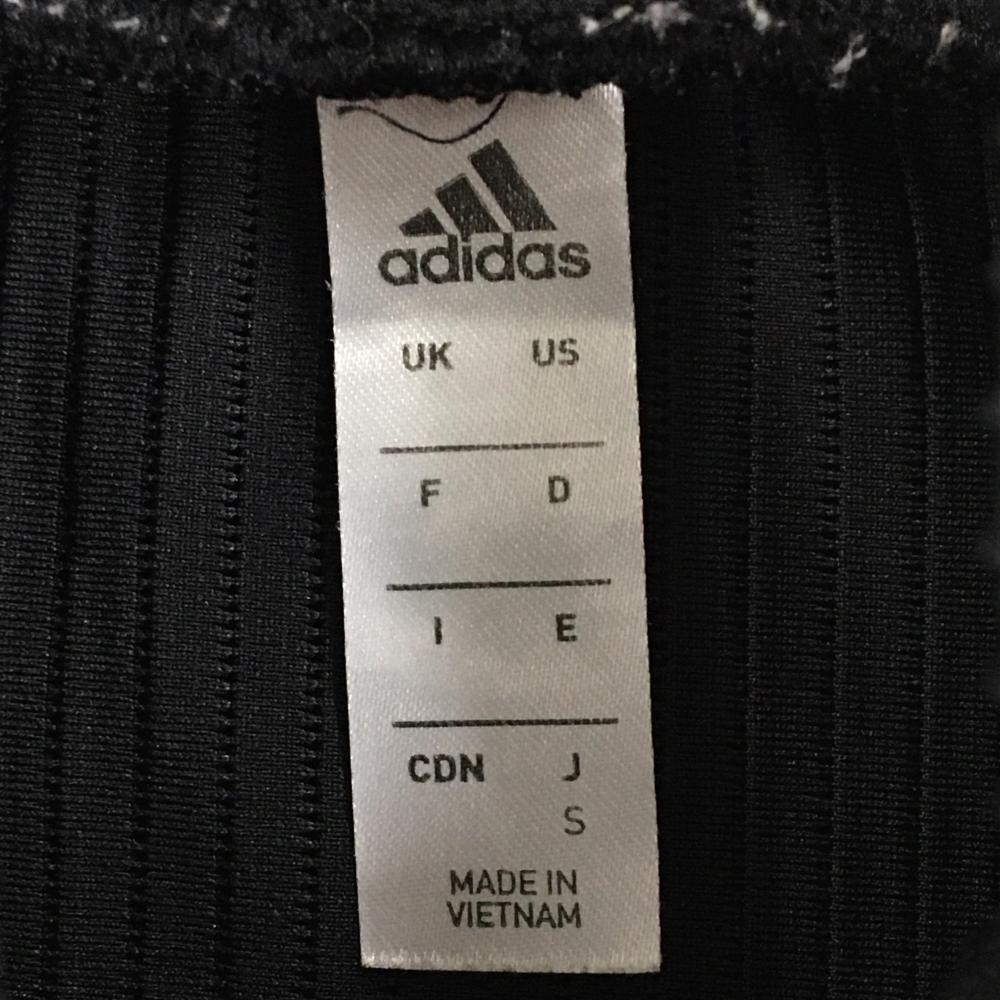 adidas
UK US
F D
I E
CDN J
S
MADE IN
VIETNAM